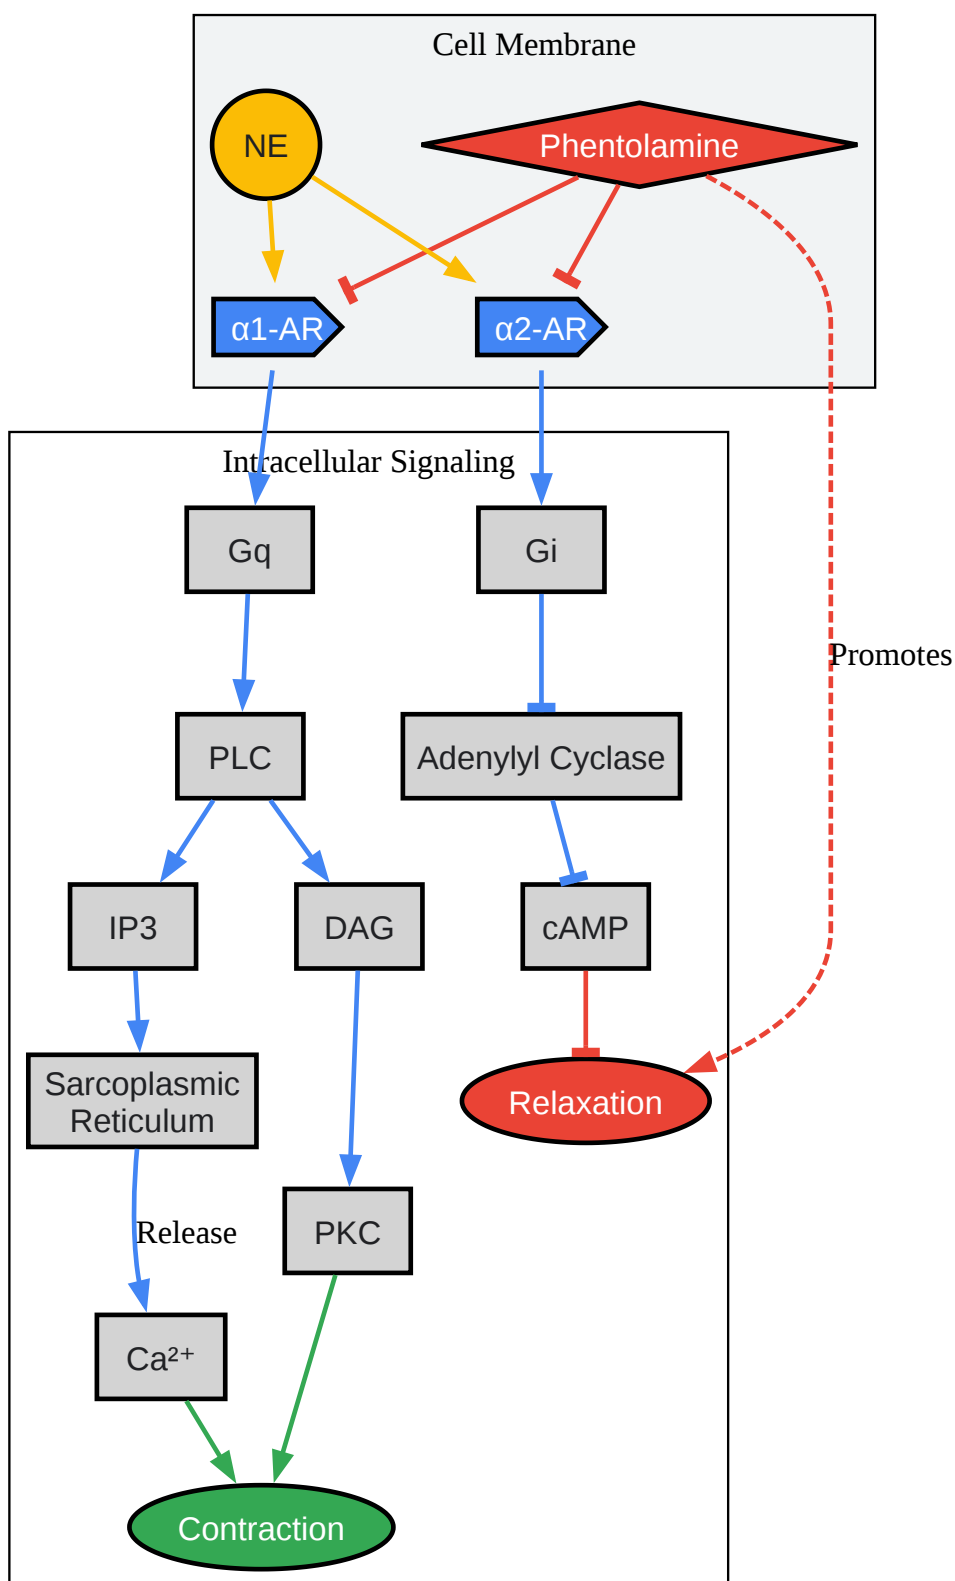 Cell Membrane
NE
Phentolamine
α1-AR
α2-AR
Intracellular Signaling
Gq
Gi
Promotes
PLC
Adenylyl Cyclase
IP3
DAG
cAMP
Sarcoplasmic
Reticulum
Relaxation
Release
PKC
Ca²⁺
Contraction